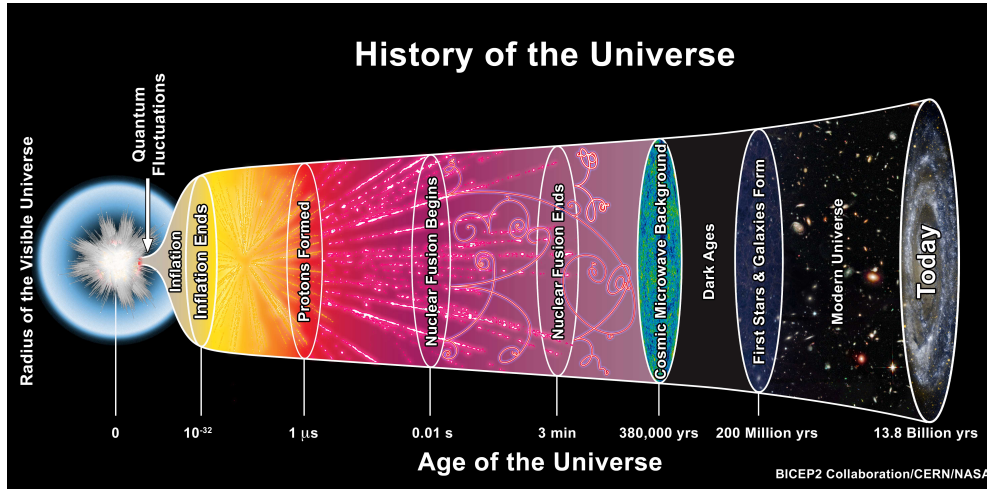 History of the Universe
Radius of the Visible Universe
Quantum
Fluctuations
Inflation
Inflation Ends
Protons Formed
Nuclear Fusion Begins
Nuclear Fusion Ends
Cosmic Microwave Background
Dark Ages
First Stars & Galaxies Form
Modern Universe
Today
0
10⁻³²
1 μs
0.01 s
3 min
380,000 yrs
200 Million yrs
13.8 Billion yrs
Age of the Universe
BICEP2 Collaboration/CERN/NASA